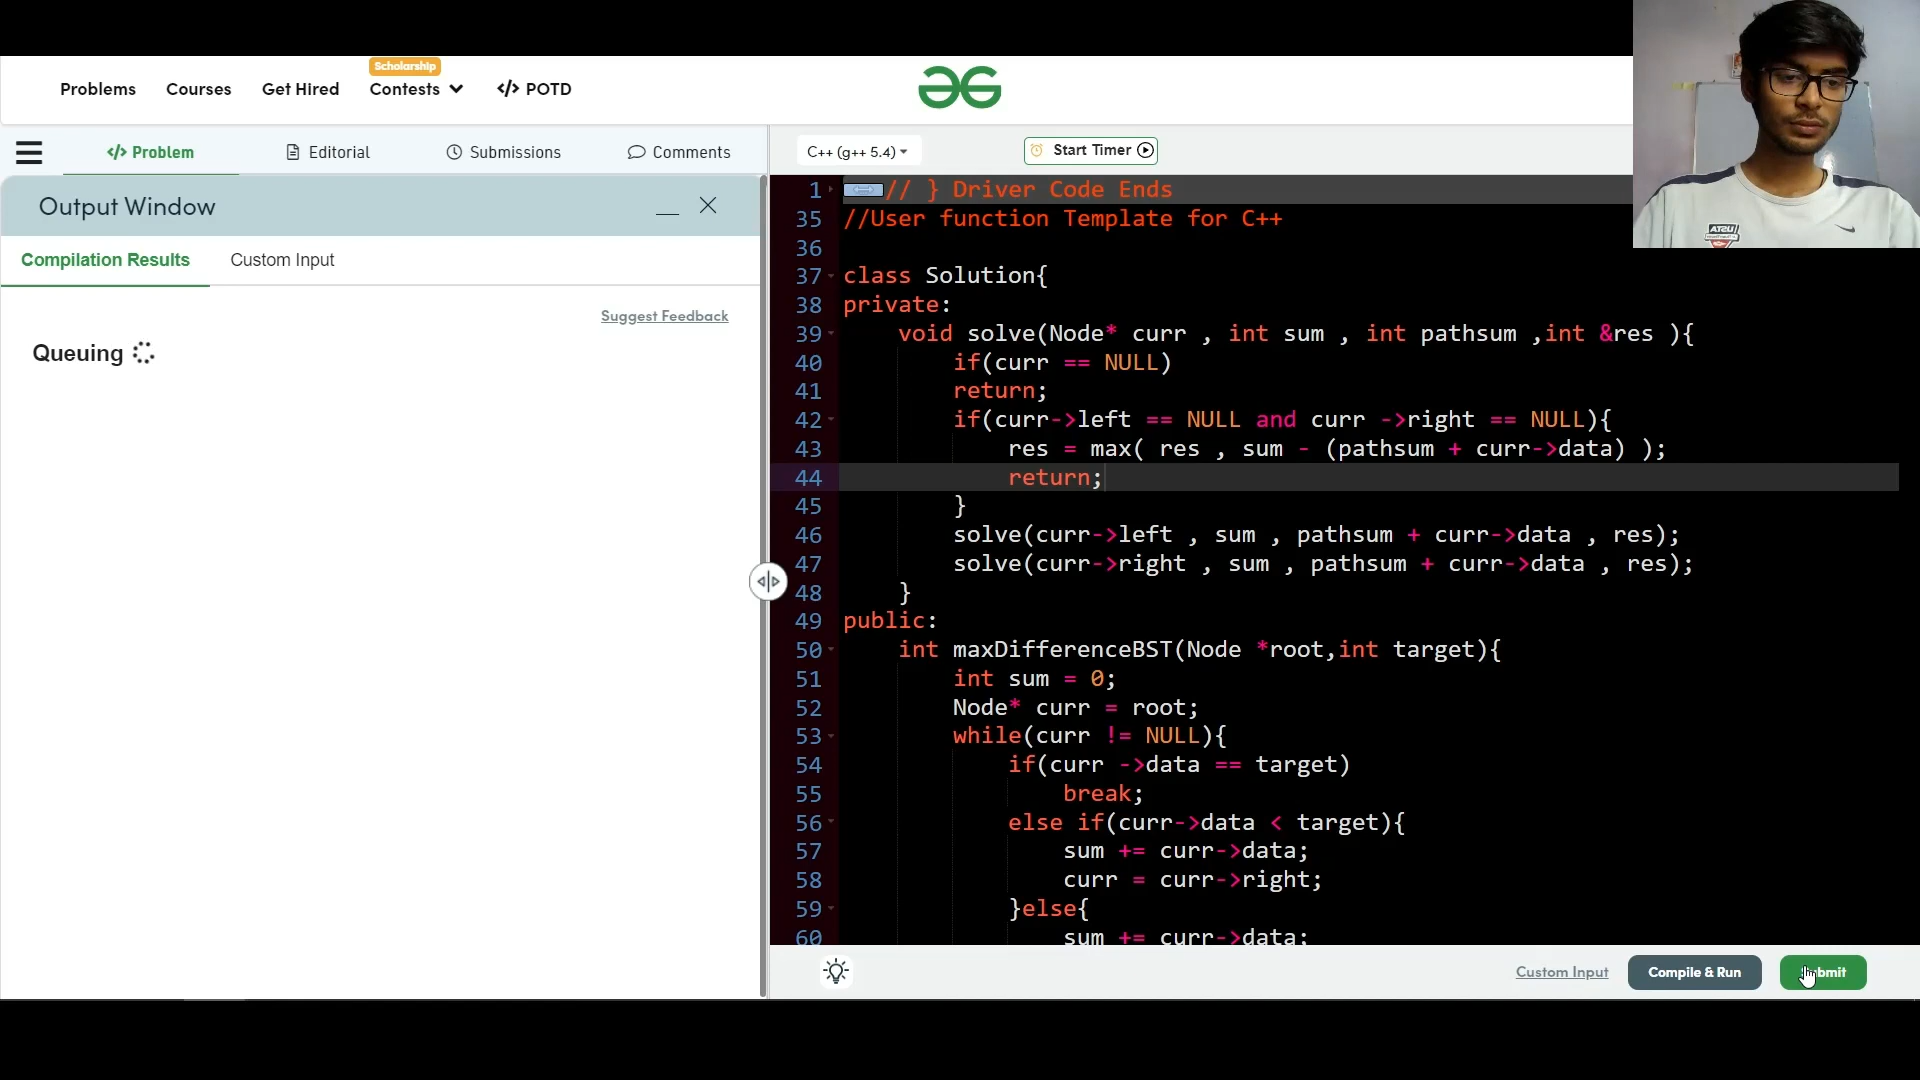 Scholarship
Problems Courses Get Hired Contests </> POTD
</> Problem Editorial Submissions Comments
C++ (g++ 5.4) Start Timer
Output Window
Compilation Results Custom Input
Suggest Feedback
Queuing
1 // } Driver Code Ends
35 //User function Template for C++
36
37 class Solution{
38 private:
39 void solve(Node* curr , int sum , int pathsum ,int &res ){
40 if(curr == NULL)
41 return;
42 if(curr->left == NULL and curr ->right == NULL){
43 res = max( res , sum - (pathsum + curr->data) );
44 return;
45 }
46 solve(curr->left , sum , pathsum + curr->data , res);
47 solve(curr->right , sum , pathsum + curr->data , res);
48 }
49 public:
50 int maxDifferenceBST(Node *root,int target){
51 int sum = 0;
52 Node* curr = root;
53 while(curr != NULL){
54 if(curr ->data == target)
55 break;
56 else if(curr->data < target){
57 sum += curr->data;
58 curr = curr->right;
59 }else{
60 sum += curr->data;
Custom Input Compile & Run Submit